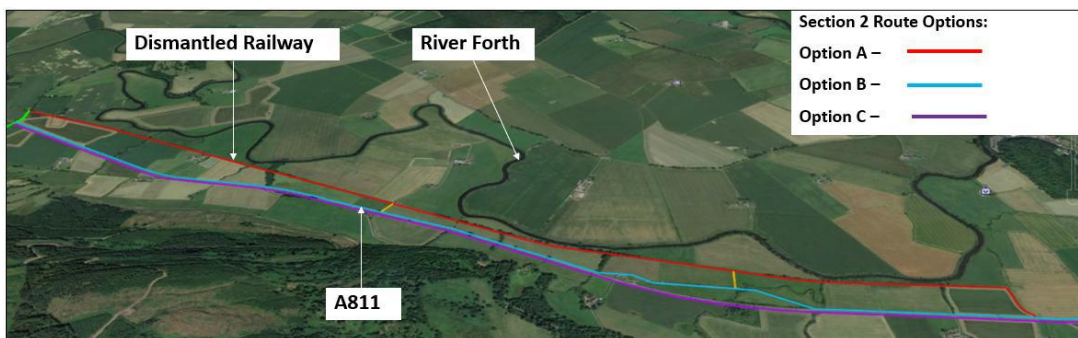 Section 2 Route Options:
Dismantled Railway
River Forth
Option A –
Option B –
Option C –
A811